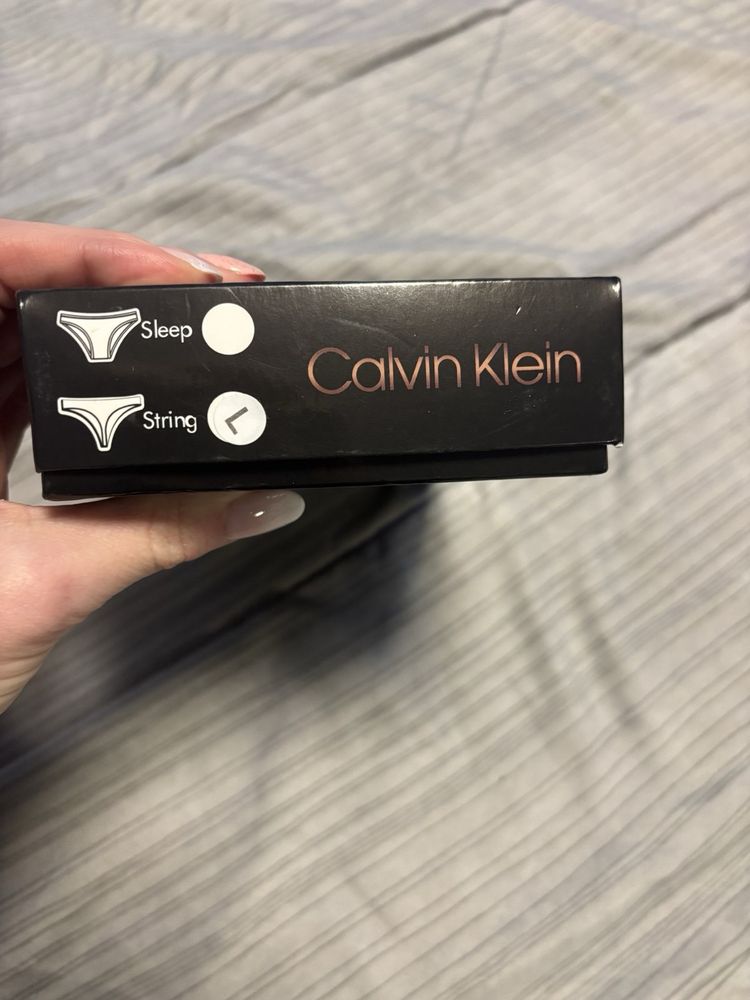 Sleep
Calvin Klein
String L